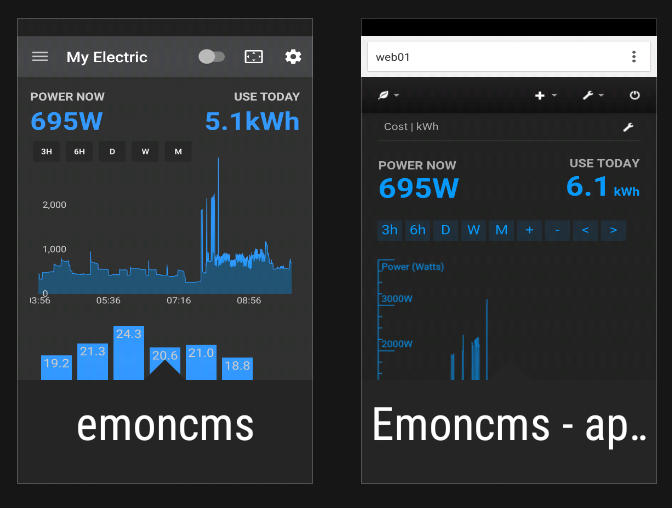 My Electric
POWER NOW
USE TODAY
695W
5.1kWh
3H 6H D W M
2,000
1,000
0
03:56 05:36 07:16 08:56
19.2 21.3 24.3 20.6 21.0 18.8
emoncms
web01
Cost | kWh
POWER NOW
USE TODAY
695W
6.1 kWh
3h 6h D W M + - < >
Power (Watts)
3000W
2000W
Emoncms - ap…